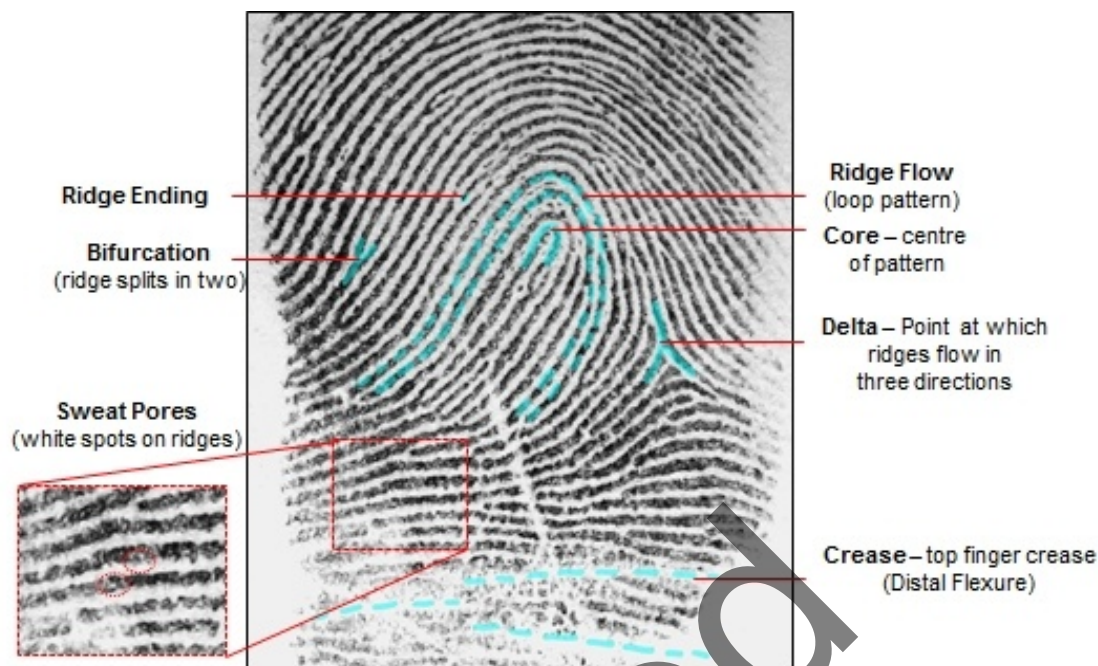 Ridge Ending
Bifurcation
(ridge splits in two)
Sweat Pores
(white spots on ridges)
Ridge Flow
(loop pattern)
Core – centre
of pattern
Delta – Point at which
ridges flow in
three directions
Crease – top finger crease
(Distal Flexure)